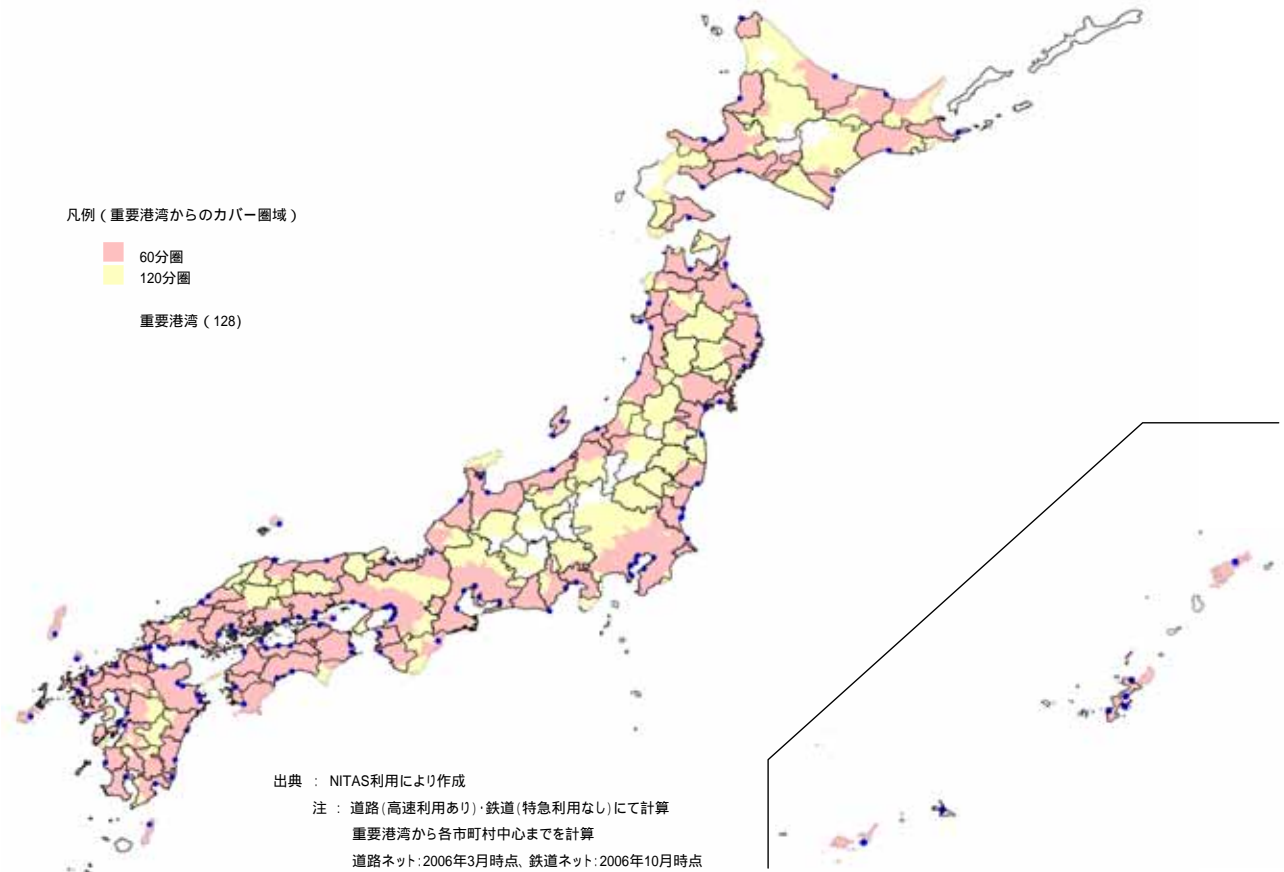 凡例（重要港湾からのカバー圏域）
60分圏
120分圏
重要港湾（128）
出典 ： NITAS利用により作成
注 ： 道路（高速利用あり）・鉄道（特急利用なし）にて計算
重要港湾から各市町村中心までを計算
道路ネット：2006年3月時点、鉄道ネット：2006年10月時点